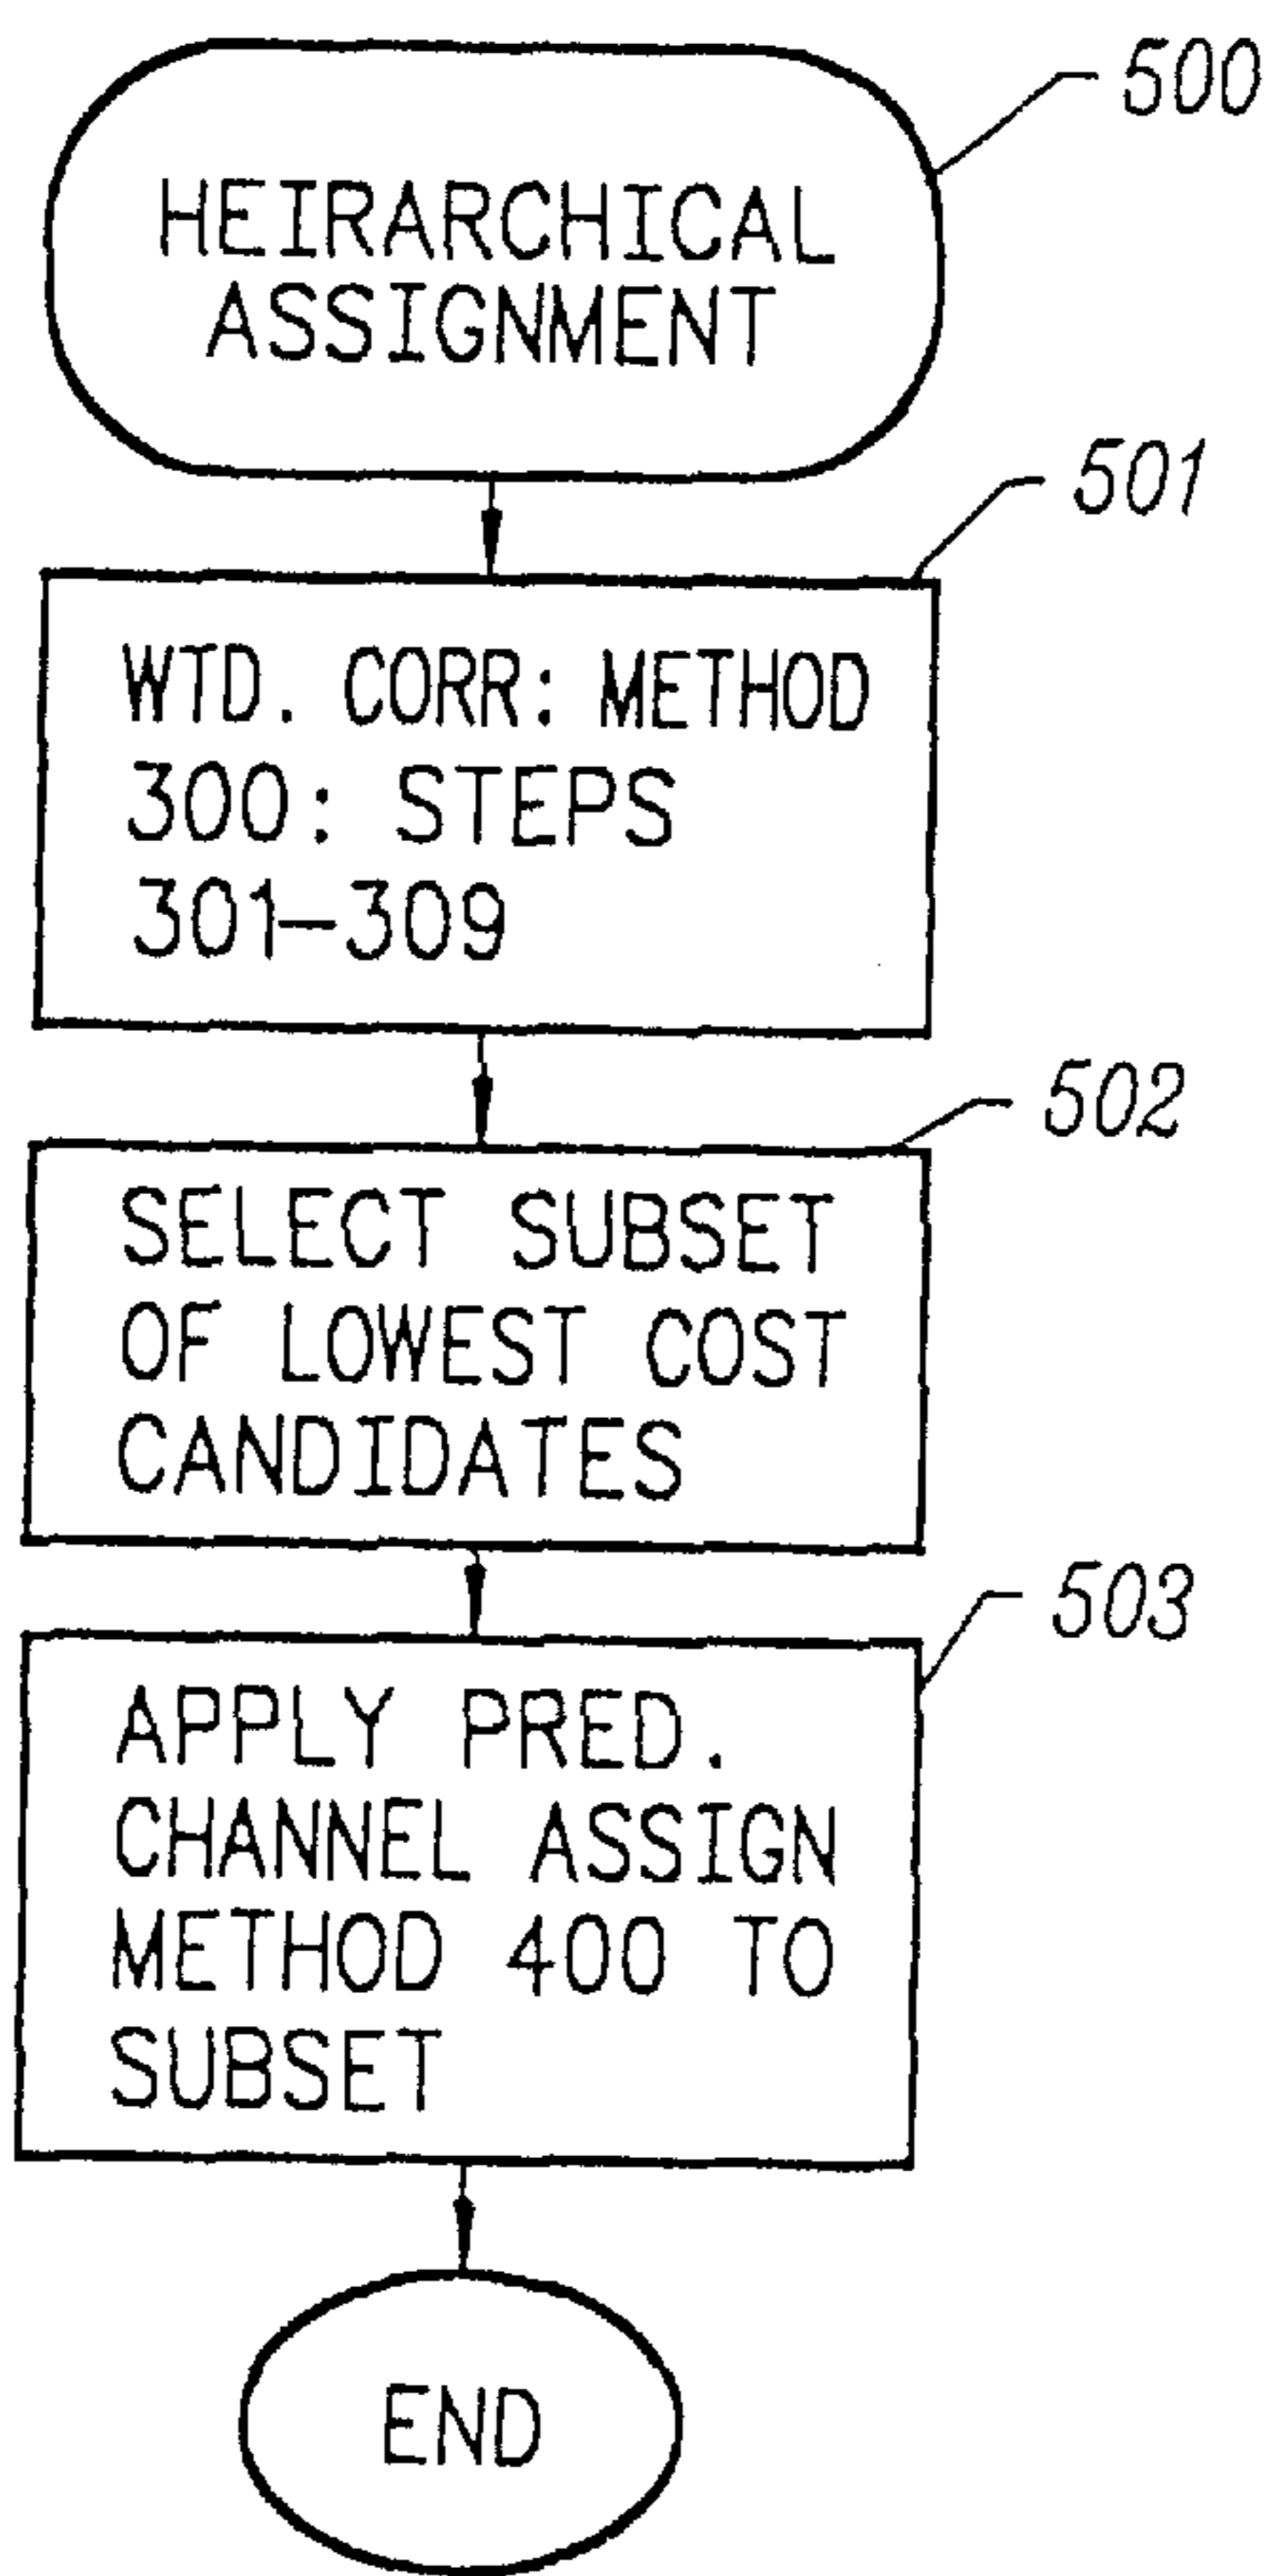 500
HEIRARCHICAL
ASSIGNMENT
501
WTD. CORR: METHOD
300: STEPS
301-309
502
SELECT SUBSET
OF LOWEST COST
CANDIDATES
503
APPLY PRED.
CHANNEL ASSIGN
METHOD 400 TO
SUBSET
END